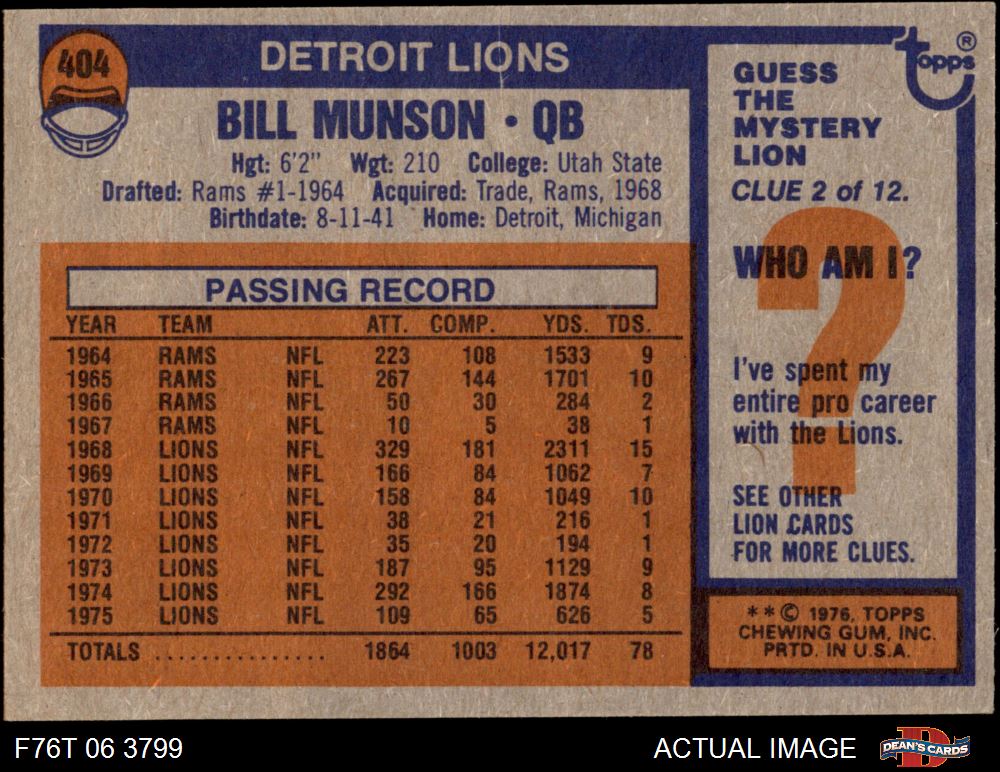 404
DETROIT LIONS
BILL MUNSON • QB
Hgt: 6'2" Wgt: 210 College: Utah State
Drafted: Rams #1-1964 Acquired: Trade, Rams, 1968
Birthdate: 8-11-41 Home: Detroit, Michigan
PASSING RECORD
YEAR TEAM ATT. COMP. YDS. TDS.
1964 RAMS NFL 223 108 1533 9
1965 RAMS NFL 267 144 1701 10
1966 RAMS NFL 50 30 284 2
1967 RAMS NFL 10 5 38 1
1968 LIONS NFL 329 181 2311 15
1969 LIONS NFL 166 84 1062 7
1970 LIONS NFL 158 84 1049 10
1971 LIONS NFL 38 21 216 1
1972 LIONS NFL 35 20 194 1
1973 LIONS NFL 187 95 1129 9
1974 LIONS NFL 292 166 1874 8
1975 LIONS NFL 109 65 626 5
TOTALS ................ 1864 1003 12,017 78
topps ®
GUESS
THE
MYSTERY
LION
CLUE 2 of 12.
WHO AM I?
?
I've spent my
entire pro career
with the Lions.
SEE OTHER
LION CARDS
FOR MORE CLUES.
**© 1976, TOPPS
CHEWING GUM, INC.
PRTD. IN U.S.A.
F76T 06 3799
ACTUAL IMAGE
D
DEAN'S CARDS